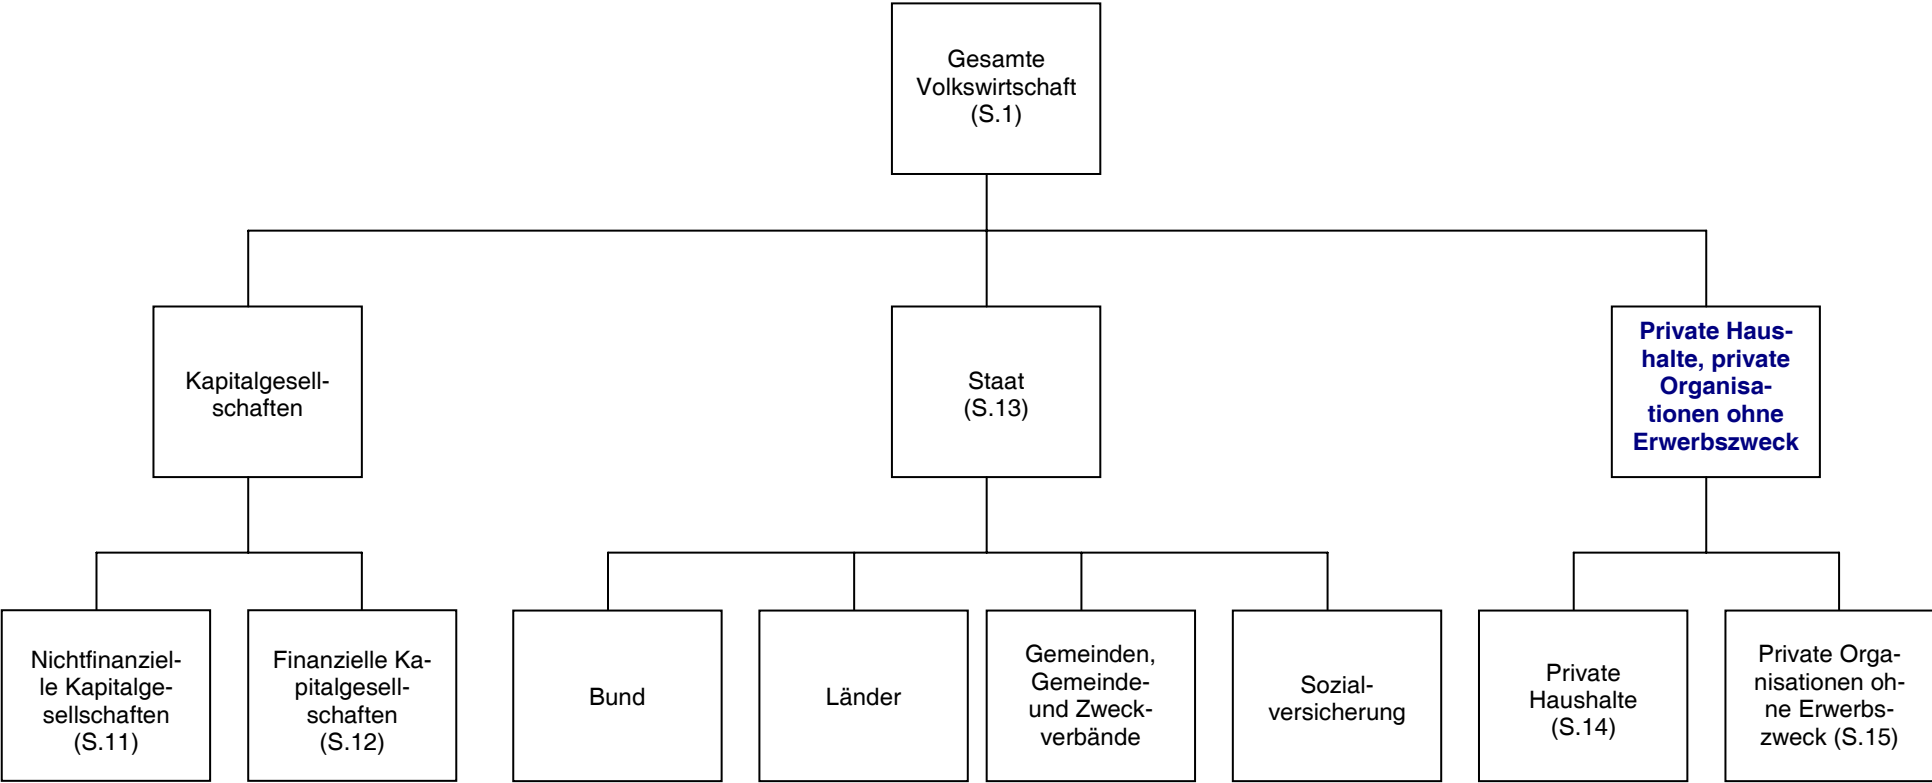 Gesamte
Volkswirtschaft
(S.1)
Kapitalgesell-
schaften
Staat
(S.13)
Private Haus-
halte, private
Organisa-
tionen ohne
Erwerbszweck
Nichtfinanziel-
le Kapitalge-
sellschaften
(S.11)
Finanzielle Ka-
pitalgesell-
schaften
(S.12)
Bund
Länder
Gemeinden,
Gemeinde-
und Zweck-
verbände
Sozial-
versicherung
Private
Haushalte
(S.14)
Private Orga-
nisationen oh-
ne Erwerbs-
zweck (S.15)